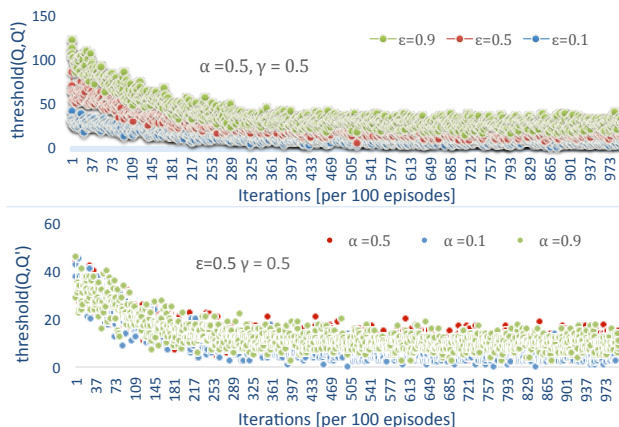 150
100
50
0
threshold(Q,Q')
ε=0.9 ε=0.5 ε=0.1
α =0.5, γ = 0.5
1 37 73 109 145 181 217 253 289 325 361 397 433 469 505 541 577 613 649 685 721 757 793 829 865 901 937 973
Iterations [per 100 episodes]
60
40
20
0
threshold(Q,Q')
α =0.5 α =0.1 α =0.9
ε=0.5 γ = 0.5
1 37 73 109 145 181 217 253 289 325 361 397 433 469 505 541 577 613 649 685 721 757 793 829 865 901 937 973
Iterations [per 100 episodes]